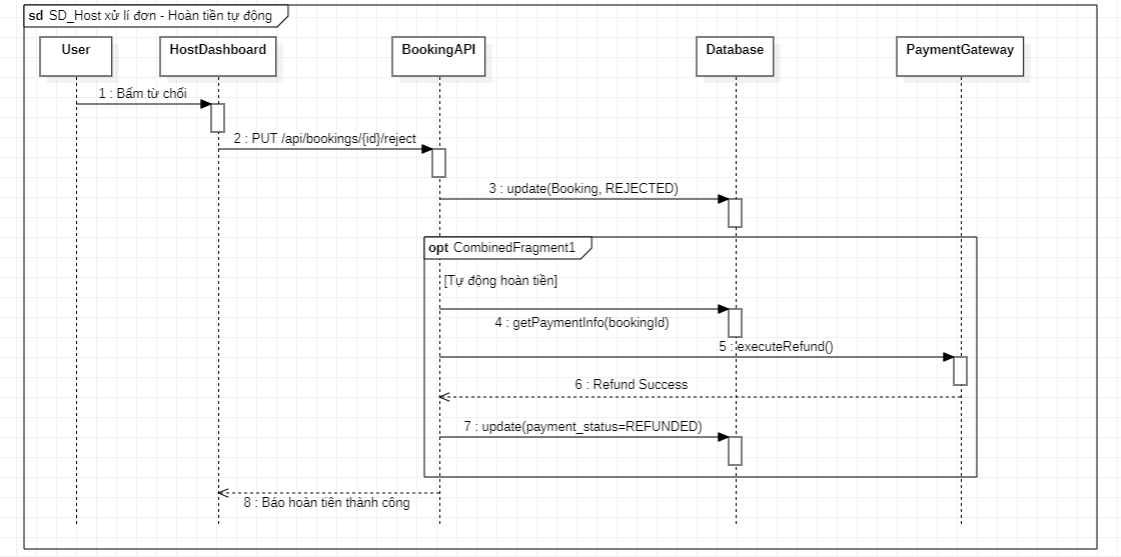 sd SD_Host xử lí đơn - Hoàn tiền tự động
User
HostDashboard
BookingAPI
Database
PaymentGateway
1 : Bấm từ chối
2 : PUT /api/bookings/{id}/reject
3 : update(Booking, REJECTED)
opt CombinedFragment1
[Tự động hoàn tiền]
4 : getPaymentInfo(bookingId)
5 : executeRefund()
6 : Refund Success
7 : update(payment_status=REFUNDED)
8 : Báo hoàn tiên thành công